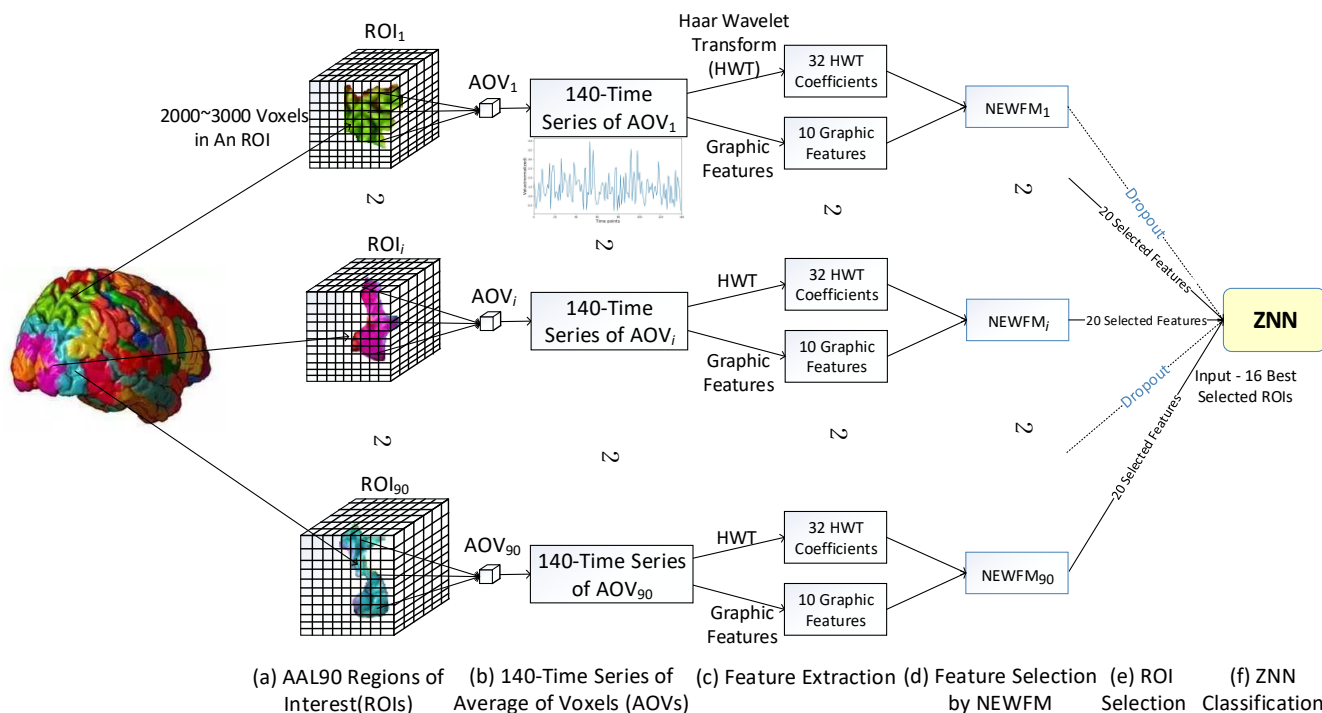 ROI1
2000~3000 Voxels
in An ROI
AOV1
140-Time
Series of AOV1
Time points
Haar Wavelet
Transform
(HWT)
32 HWT
Coefficients
Graphic
Features
10 Graphic
Features
NEWFM1
Dropout
20 Selected Features
2
2
2
2
ROIi
AOVi
140-Time
Series of AOVi
HWT
32 HWT
Coefficients
Graphic
Features
10 Graphic
Features
NEWFMi
20 Selected Features
ZNN
Input - 16 Best
Selected ROIs
Dropout
20 Selected Features
2
2
2
2
ROI90
AOV90
140-Time Series
of AOV90
HWT
32 HWT
Coefficients
Graphic
Features
10 Graphic
Features
NEWFM90
(a) AAL90 Regions of
Interest(ROIs)
(b) 140-Time Series of
Average of Voxels (AOVs)
(c) Feature Extraction
(d) Feature Selection
by NEWFM
(e) ROI
Selection
(f) ZNN
Classification